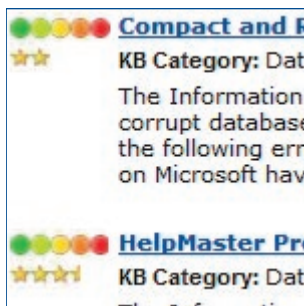 Compact and R
KB Category: Dat
The Information
corrupt database
the following err
on Microsoft hav
HelpMaster Pr
KB Category: Dat